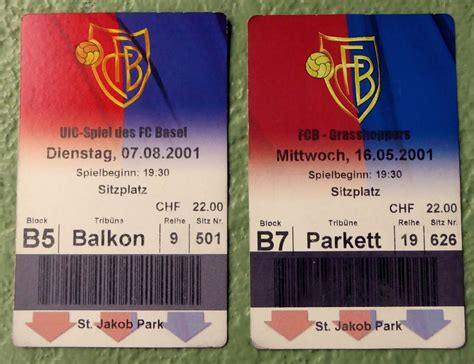 FCB
UIC-Spiel des FC Basel
Dienstag, 07.08.2001
Spielbeginn: 19:30
Sitzplatz
CHF 22.00
Block Tribüne Reihe Sitz Nr.
B5 Balkon 9 501
St. Jakob Park
FCB
FCB - Grasshoppers
Mittwoch, 16.05.2001
Spielbeginn: 19:30
Sitzplatz
CHF 22.00
Block Tribüne Reihe Sitz Nr.
B7 Parkett 19 626
St. Jakob Park